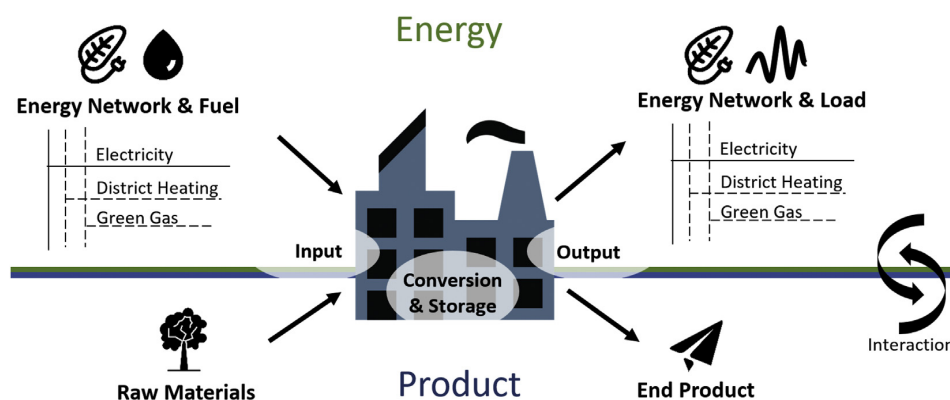 Energy
Energy Network & Fuel
Electricity
District Heating
Green Gas
Energy Network & Load
Electricity
District Heating
Green Gas
Input
Conversion
& Storage
Output
Interaction
Raw Materials
Product
End Product